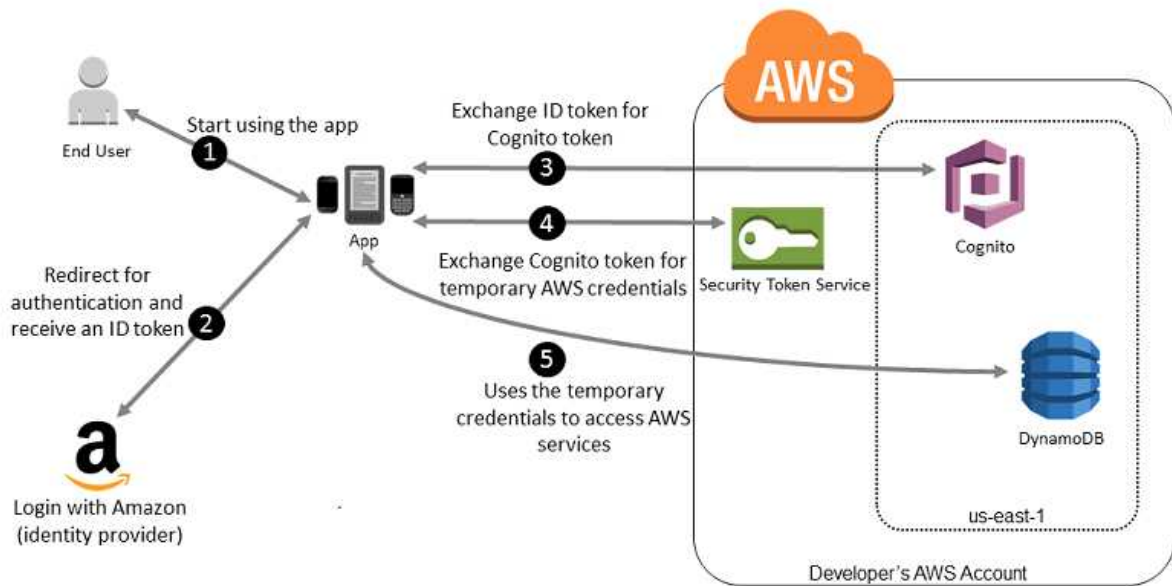 AWS
End User
Start using the app
1
App
Exchange ID token for
Cognito token
3
4
Exchange Cognito token for
temporary AWS credentials
Security Token Service
Cognito
Redirect for
authentication and
receive an ID token
2
5
Uses the temporary
credentials to access AWS
services
DynamoDB
a
Login with Amazon
(identity provider)
us-east-1
Developer's AWS Account